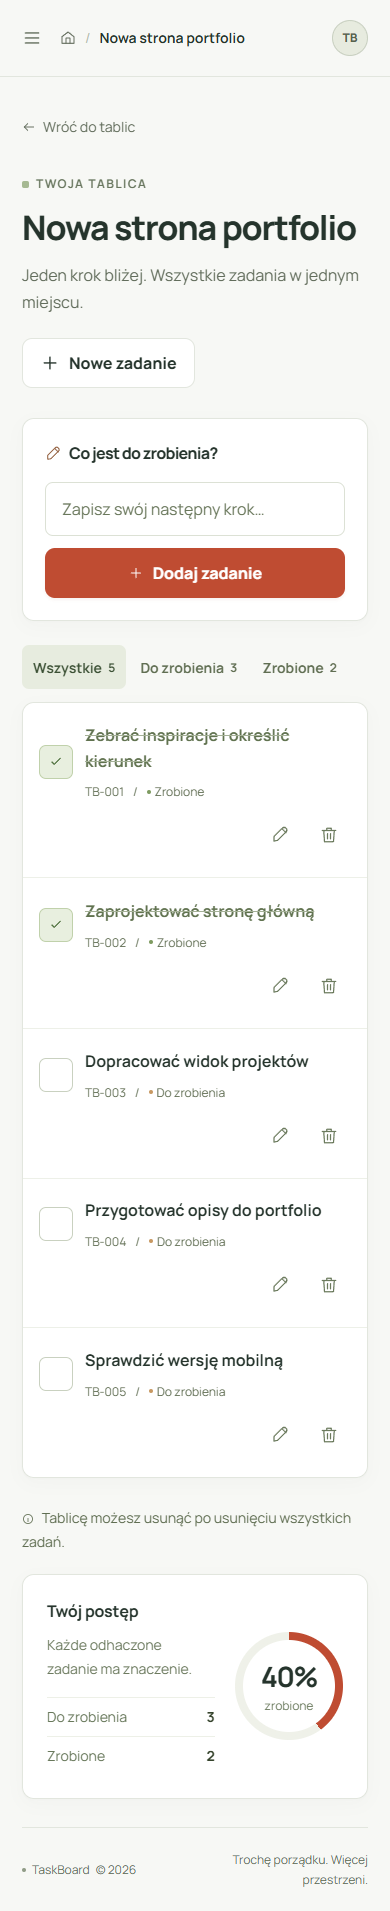 / Nowa strona portfolio TB
Wróć do tablic
TWOJA TABLICA
Nowa strona portfolio
Jeden krok bliżej. Wszystkie zadania w jednym
miejscu.
Nowe zadanie
Co jest do zrobienia?
Zapisz swój następny krok...
Dodaj zadanie
Wszystkie 5 Do zrobienia 3 Zrobione 2
Zebrać inspiracje i określić
kierunek
TB-001 / • Zrobione
Zaprojektować stronę główną
TB-002 / • Zrobione
Dopracować widok projektów
TB-003 / • Do zrobienia
Przygotować opisy do portfolio
TB-004 / • Do zrobienia
Sprawdzić wersję mobilną
TB-005 / • Do zrobienia
Tablicę możesz usunąć po usunięciu wszystkich
zadań.
Twój postęp
Każde odhaczone
zadanie ma znaczenie.
Do zrobienia 3
Zrobione 2
40%
zrobione
• TaskBoard © 2026
Trochę porządku. Więcej
przestrzeni.